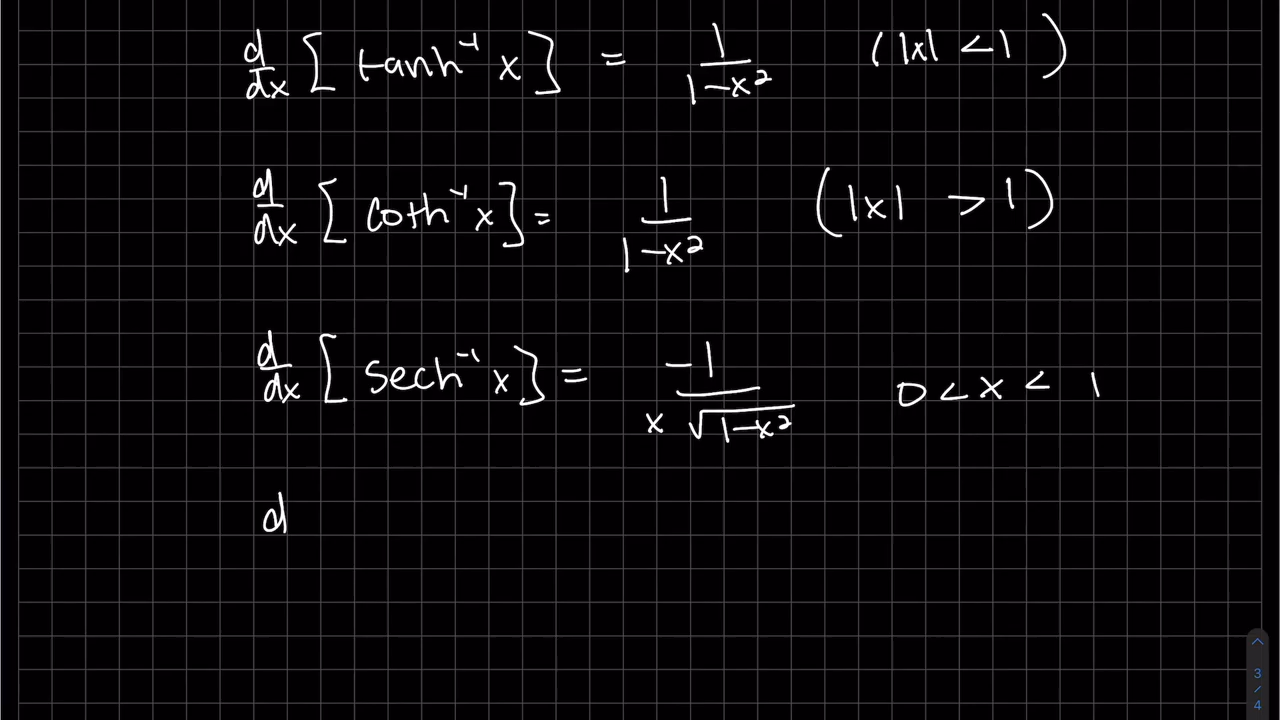 d/dx [ tanh⁻¹ x ] = 1/(1-x²) (|x| < 1)
d/dx [ coth⁻¹ x ] = 1/(1-x²) (|x| > 1)
d/dx [ sech⁻¹ x ] = -1/(x √(1-x²)) 0 < x < 1
d
3 / 4